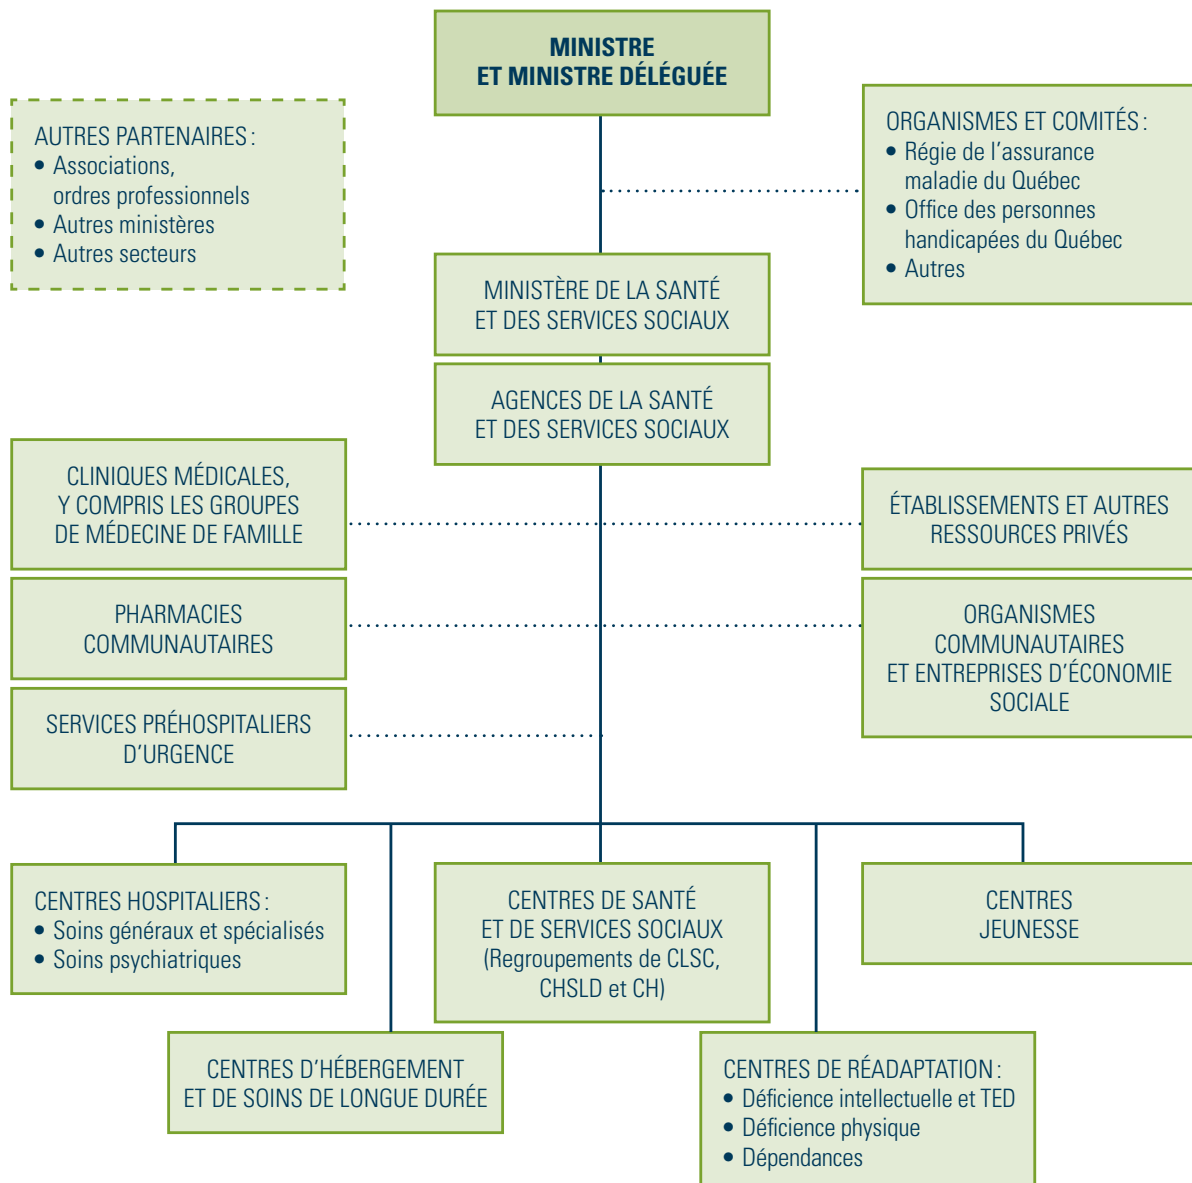 MINISTRE
ET MINISTRE DÉLÉGUÉE
AUTRES PARTENAIRES :
• Associations,
ordres professionnels
• Autres ministères
• Autres secteurs
ORGANISMES ET COMITÉS :
• Régie de l’assurance
maladie du Québec
• Office des personnes
handicapées du Québec
• Autres
MINISTÈRE DE LA SANTÉ
ET DES SERVICES SOCIAUX
AGENCES DE LA SANTÉ
ET DES SERVICES SOCIAUX
CLINIQUES MÉDICALES,
Y COMPRIS LES GROUPES
DE MÉDECINE DE FAMILLE
ÉTABLISSEMENTS ET AUTRES
RESSOURCES PRIVÉS
PHARMACIES
COMMUNAUTAIRES
ORGANISMES
COMMUNAUTAIRES
ET ENTREPRISES D’ÉCONOMIE
SOCIALE
SERVICES PRÉHOSPITALIERS
D’URGENCE
CENTRES HOSPITALIERS :
• Soins généraux et spécialisés
• Soins psychiatriques
CENTRES DE SANTÉ
ET DE SERVICES SOCIAUX
(Regroupements de CLSC,
CHSLD et CH)
CENTRES
JEUNESSE
CENTRES D’HÉBERGEMENT
ET DE SOINS DE LONGUE DURÉE
CENTRES DE RÉADAPTATION :
• Déficience intellectuelle et TED
• Déficience physique
• Dépendances